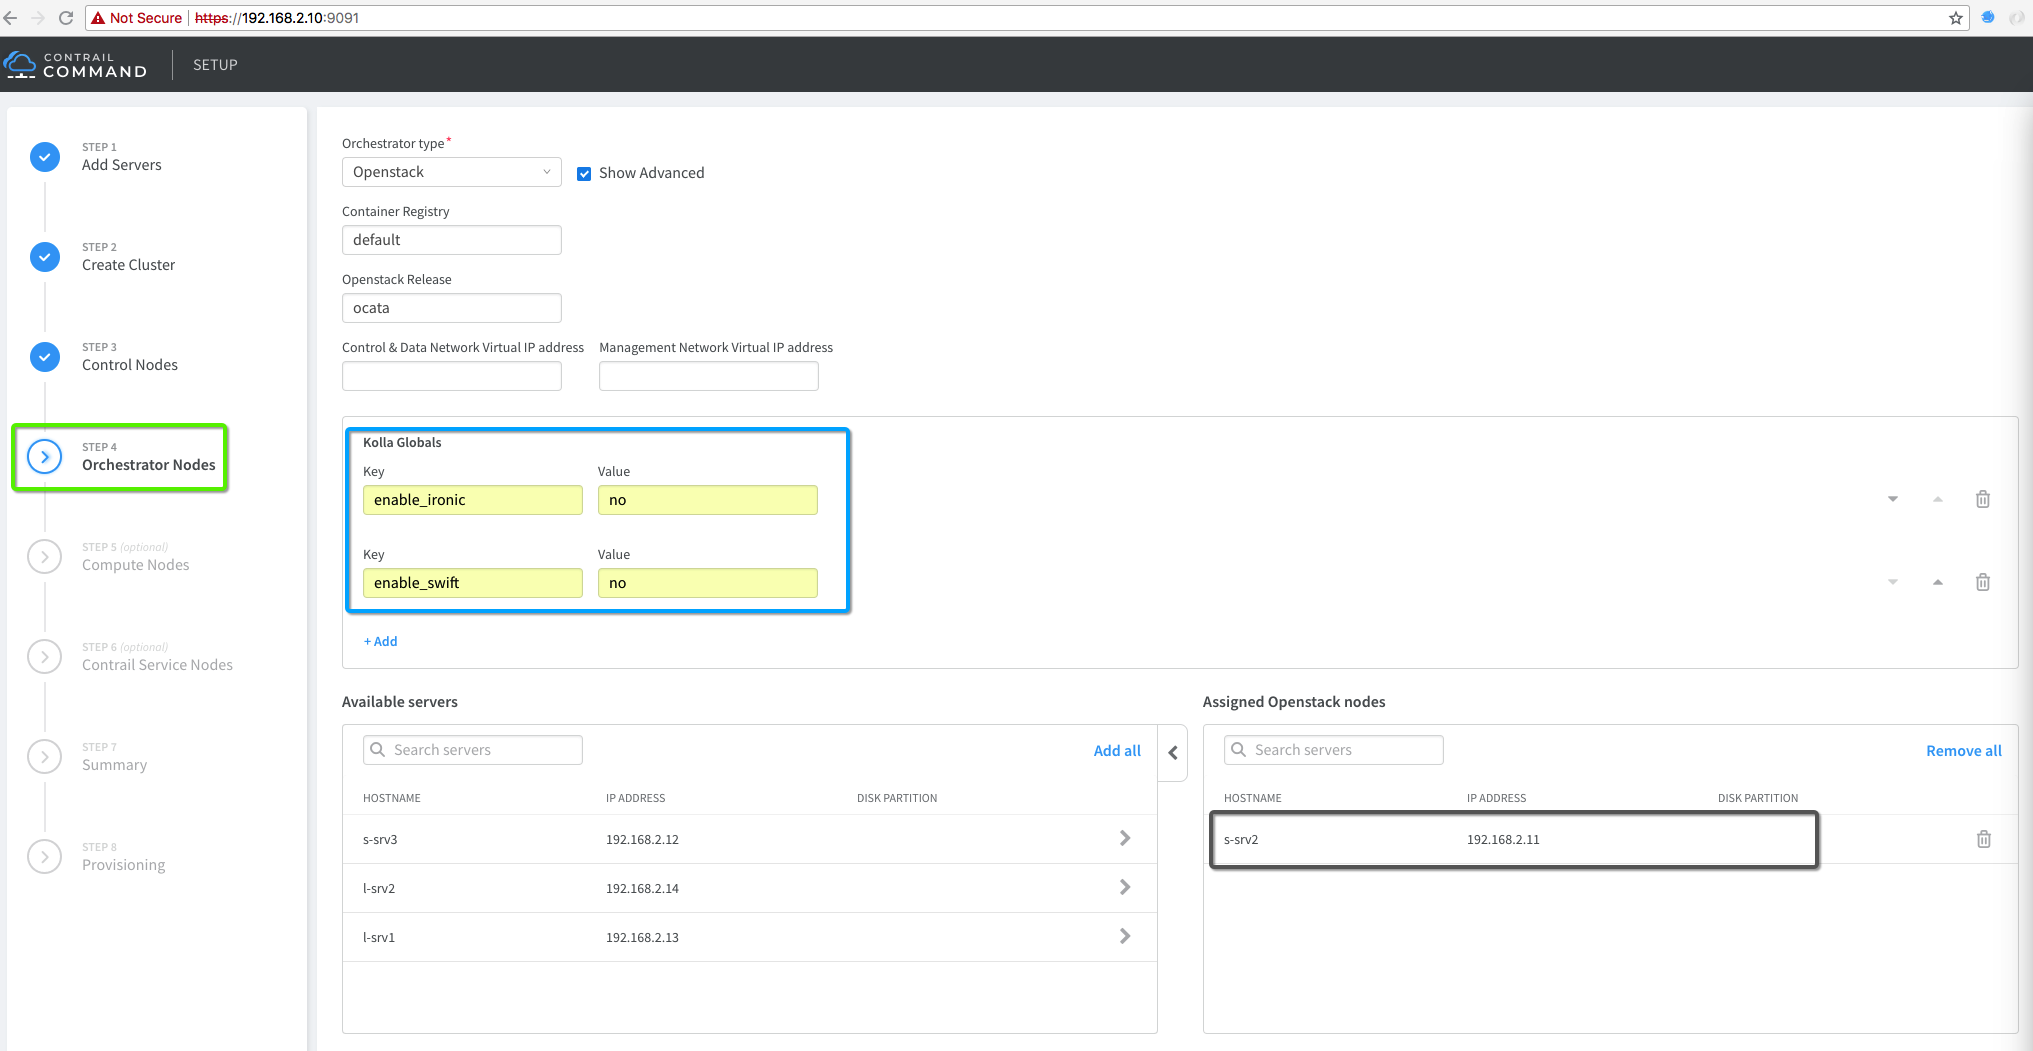 Not Secure | https://192.168.2.10:9091
CONTRAIL
COMMAND
SETUP
STEP 1
Add Servers
STEP 2
Create Cluster
STEP 3
Control Nodes
STEP 4
Orchestrator Nodes
STEP 5 (optional)
Compute Nodes
STEP 6 (optional)
Contrail Service Nodes
STEP 7
Summary
STEP 8
Provisioning
Orchestrator type*
Openstack
Show Advanced
Container Registry
default
Openstack Release
ocata
Control & Data Network Virtual IP address Management Network Virtual IP address
Kolla Globals
Key Value
enable_ironic no
Key Value
enable_swift no
+ Add
Available servers
Search servers Add all
HOSTNAME IP ADDRESS DISK PARTITION
s-srv3 192.168.2.12
l-srv2 192.168.2.14
l-srv1 192.168.2.13
Assigned Openstack nodes
Search servers Remove all
HOSTNAME IP ADDRESS DISK PARTITION
s-srv2 192.168.2.11